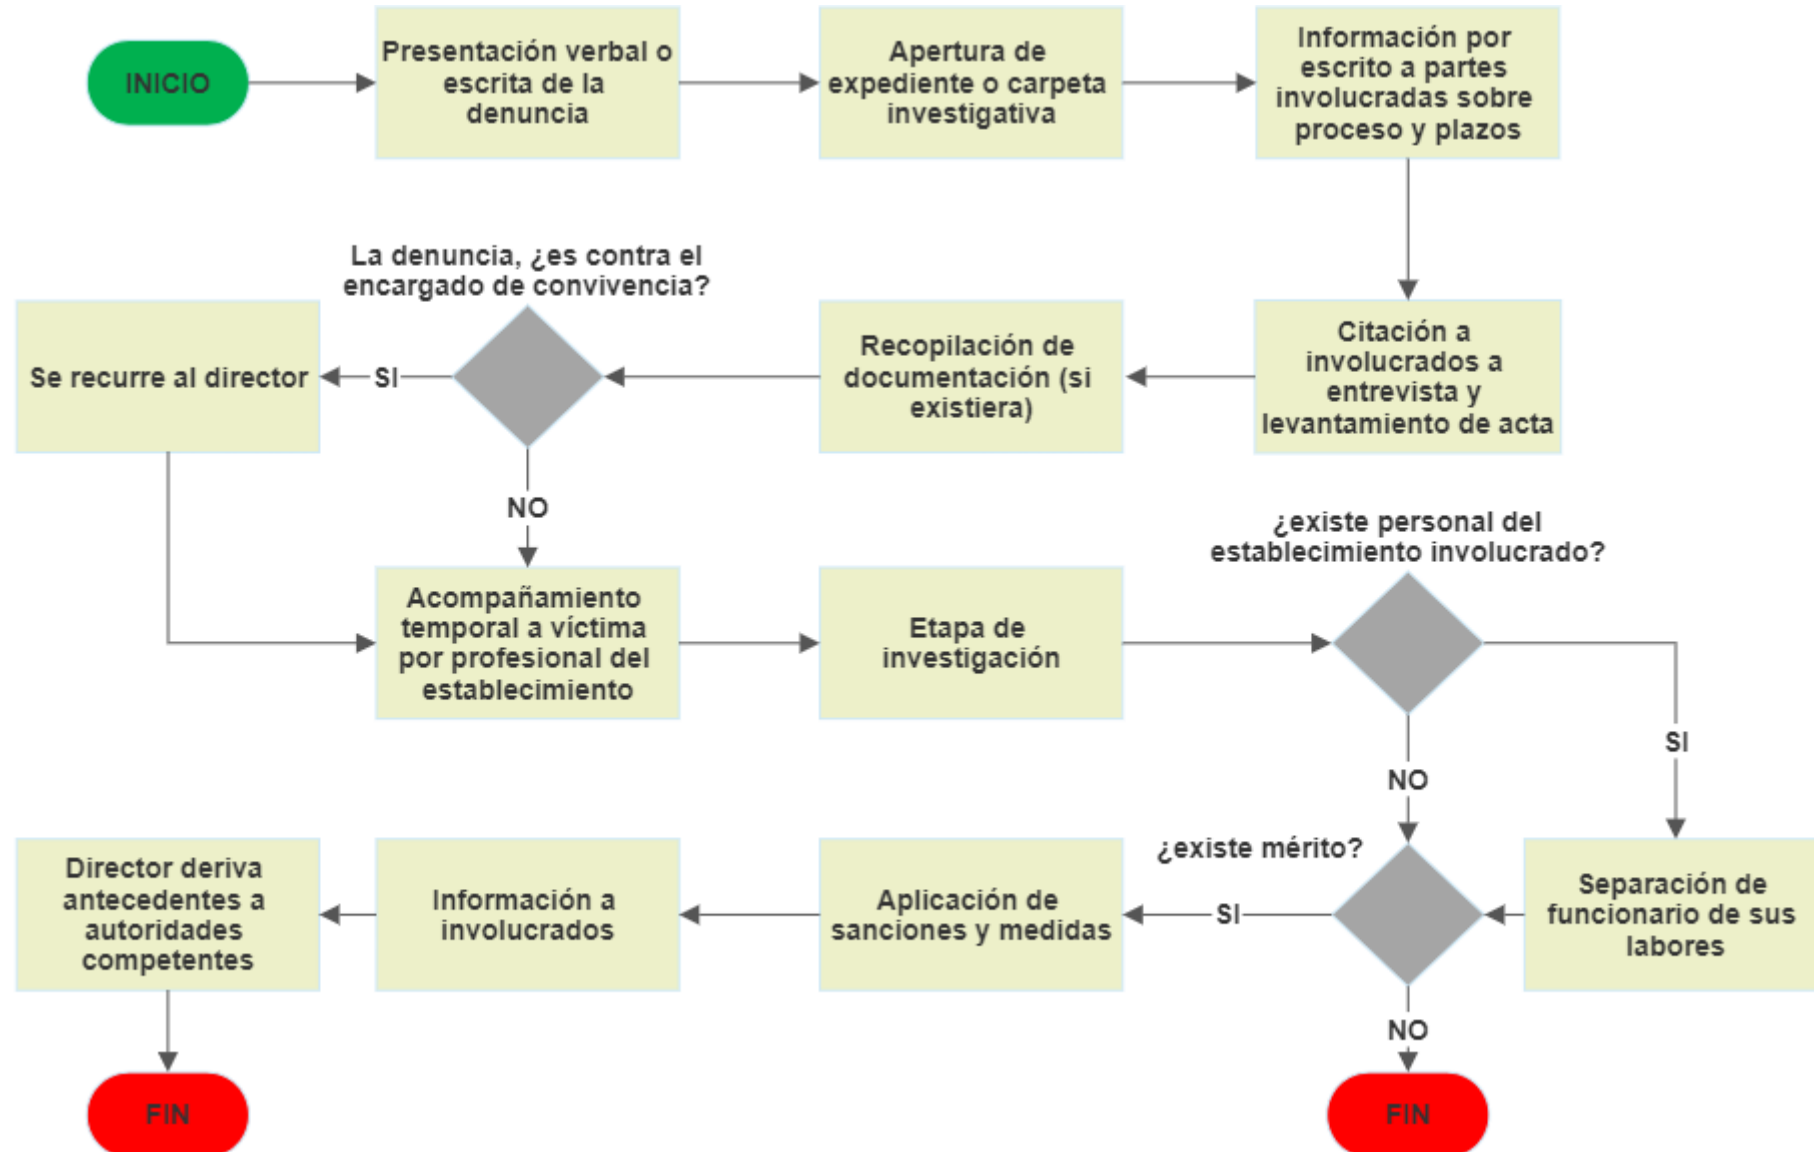 INICIO
Presentación verbal o
escrita de la
denuncia
Apertura de
expediente o carpeta
investigativa
Información por
escrito a partes
involucradas sobre
proceso y plazos
La denuncia, ¿es contra el
encargado de convivencia?
Se recurre al director
SI
Recopilación de
documentación (si
existiera)
Citación a
involucrados a
entrevista y
levantamiento de acta
NO
¿existe personal del
establecimiento involucrado?
Acompañamiento
temporal a víctima
por profesional del
establecimiento
Etapa de
investigación
SI
NO
¿existe mérito?
Director deriva
antecedentes a
autoridades
competentes
Información a
involucrados
Aplicación de
sanciones y medidas
SI
Separación de
funcionario de sus
labores
NO
FIN
FIN